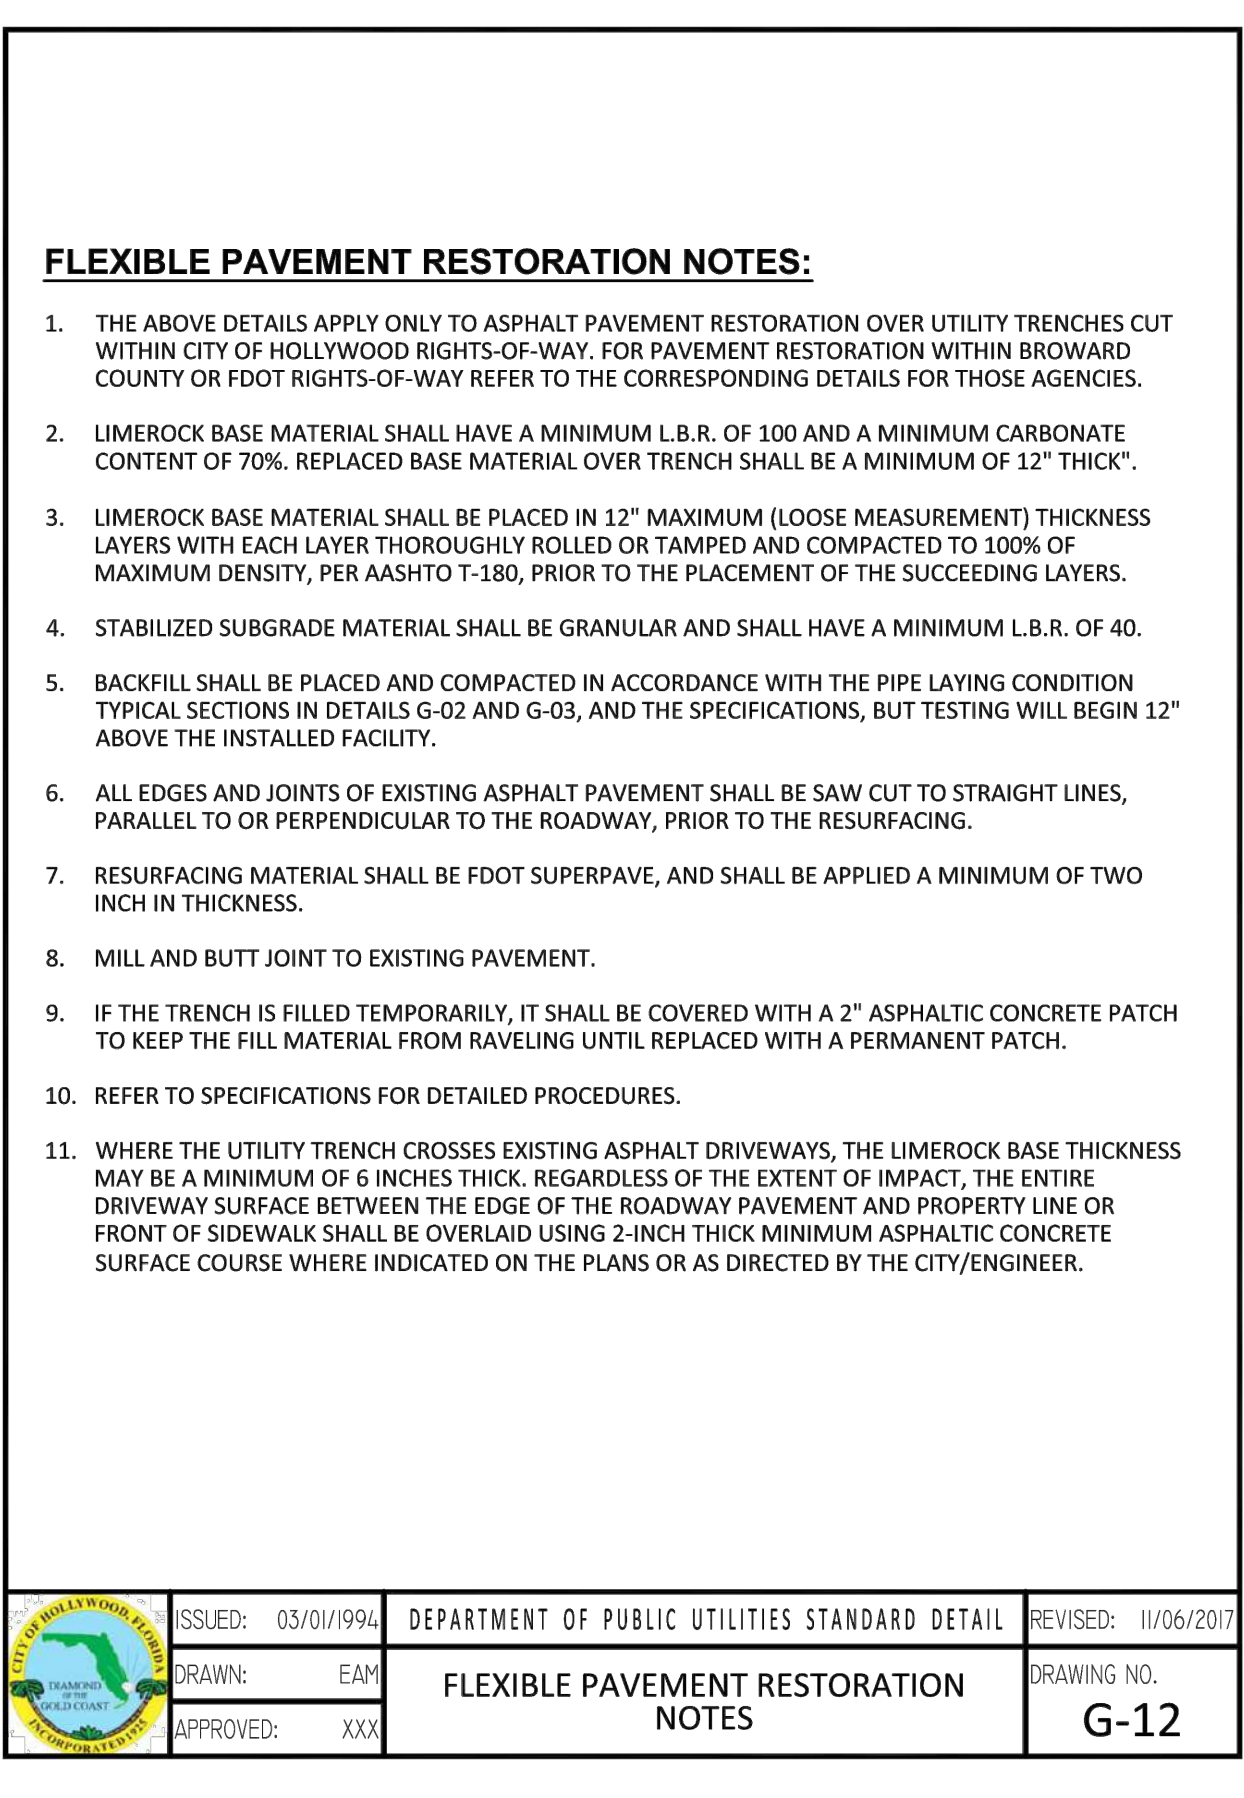 FLEXIBLE PAVEMENT RESTORATION NOTES:
1. THE ABOVE DETAILS APPLY ONLY TO ASPHALT PAVEMENT RESTORATION OVER UTILITY TRENCHES CUT
WITHIN CITY OF HOLLYWOOD RIGHTS-OF-WAY. FOR PAVEMENT RESTORATION WITHIN BROWARD
COUNTY OR FDOT RIGHTS-OF-WAY REFER TO THE CORRESPONDING DETAILS FOR THOSE AGENCIES.
2. LIMEROCK BASE MATERIAL SHALL HAVE A MINIMUM L.B.R. OF 100 AND A MINIMUM CARBONATE
CONTENT OF 70%. REPLACED BASE MATERIAL OVER TRENCH SHALL BE A MINIMUM OF 12" THICK".
3. LIMEROCK BASE MATERIAL SHALL BE PLACED IN 12" MAXIMUM (LOOSE MEASUREMENT) THICKNESS
LAYERS WITH EACH LAYER THOROUGHLY ROLLED OR TAMPED AND COMPACTED TO 100% OF
MAXIMUM DENSITY, PER AASHTO T-180, PRIOR TO THE PLACEMENT OF THE SUCCEEDING LAYERS.
4. STABILIZED SUBGRADE MATERIAL SHALL BE GRANULAR AND SHALL HAVE A MINIMUM L.B.R. OF 40.
5. BACKFILL SHALL BE PLACED AND COMPACTED IN ACCORDANCE WITH THE PIPE LAYING CONDITION
TYPICAL SECTIONS IN DETAILS G-02 AND G-03, AND THE SPECIFICATIONS, BUT TESTING WILL BEGIN 12"
ABOVE THE INSTALLED FACILITY.
6. ALL EDGES AND JOINTS OF EXISTING ASPHALT PAVEMENT SHALL BE SAW CUT TO STRAIGHT LINES,
PARALLEL TO OR PERPENDICULAR TO THE ROADWAY, PRIOR TO THE RESURFACING.
7. RESURFACING MATERIAL SHALL BE FDOT SUPERPAVE, AND SHALL BE APPLIED A MINIMUM OF TWO
INCH IN THICKNESS.
8. MILL AND BUTT JOINT TO EXISTING PAVEMENT.
9. IF THE TRENCH IS FILLED TEMPORARILY, IT SHALL BE COVERED WITH A 2" ASPHALTIC CONCRETE PATCH
TO KEEP THE FILL MATERIAL FROM RAVELING UNTIL REPLACED WITH A PERMANENT PATCH.
10. REFER TO SPECIFICATIONS FOR DETAILED PROCEDURES.
11. WHERE THE UTILITY TRENCH CROSSES EXISTING ASPHALT DRIVEWAYS, THE LIMEROCK BASE THICKNESS
MAY BE A MINIMUM OF 6 INCHES THICK. REGARDLESS OF THE EXTENT OF IMPACT, THE ENTIRE
DRIVEWAY SURFACE BETWEEN THE EDGE OF THE ROADWAY PAVEMENT AND PROPERTY LINE OR
FRONT OF SIDEWALK SHALL BE OVERLAID USING 2-INCH THICK MINIMUM ASPHALTIC CONCRETE
SURFACE COURSE WHERE INDICATED ON THE PLANS OR AS DIRECTED BY THE CITY/ENGINEER.
CITY OF HOLLYWOOD, FLORIDA
DIAMOND
OF THE
GOLD COAST
INCORPORATED 1925
ISSUED: 03/01/1994
DRAWN: EAM
APPROVED: XXX
DEPARTMENT OF PUBLIC UTILITIES STANDARD DETAIL
FLEXIBLE PAVEMENT RESTORATION
NOTES
REVISED: 11/06/2017
DRAWING NO.
G-12